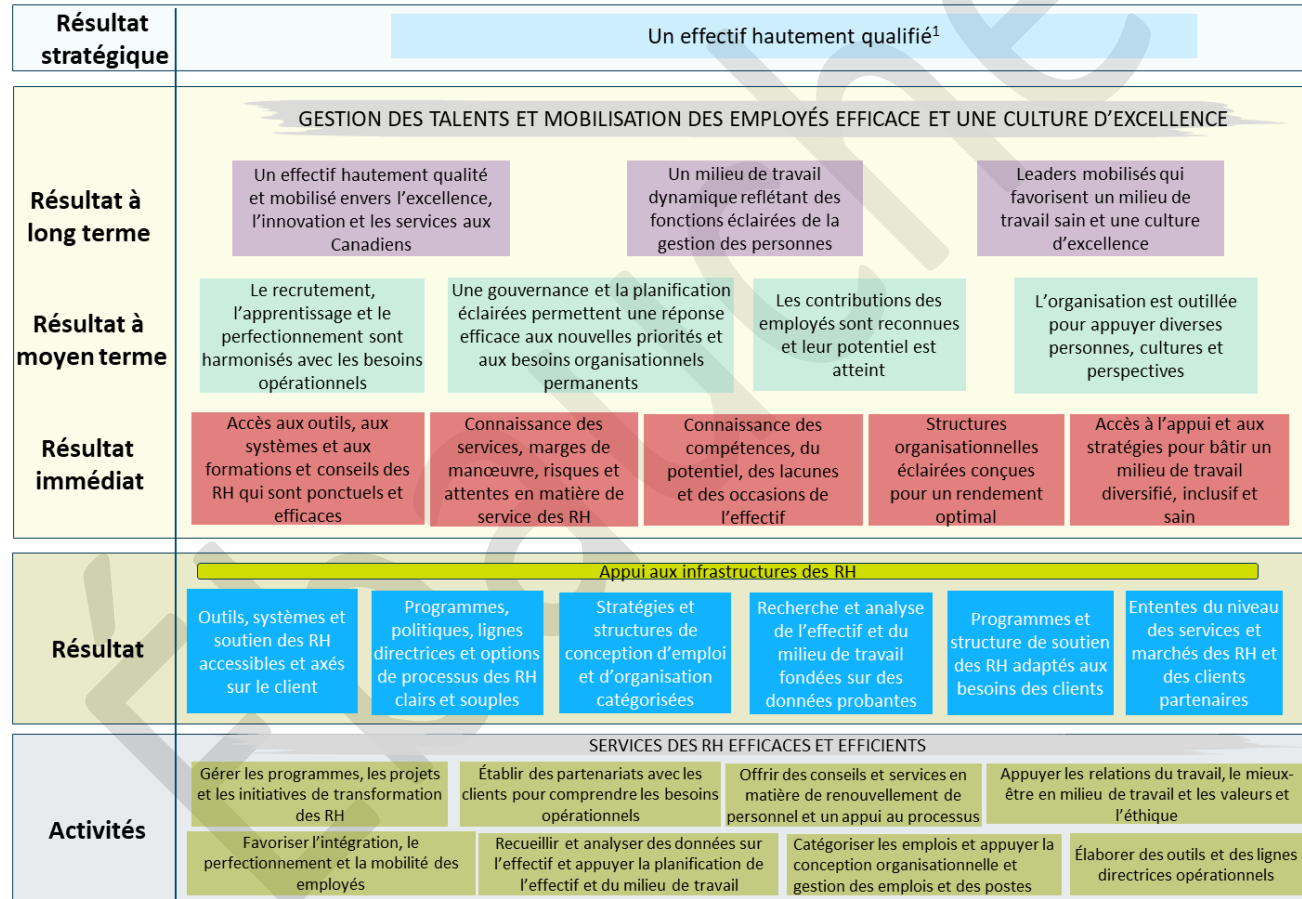 Résultat
stratégique
Un effectif hautement qualifié1
GESTION DES TALENTS ET MOBILISATION DES EMPLOYÉS EFFICACE ET UNE CULTURE D’EXCELLENCE
Résultat à
long terme
Un effectif hautement qualité
et mobilisé envers l’excellence,
l’innovation et les services aux
Canadiens
Un milieu de travail
dynamique reflétant des
fonctions éclairées de la
gestion des personnes
Leaders mobilisés qui
favorisent un milieu de
travail sain et une culture
d’excellence
Résultat à
moyen terme
Le recrutement,
l’apprentissage et le
perfectionnement sont
harmonisés avec les besoins
opérationnels
Une gouvernance et la planification
éclairées permettent une réponse
efficace aux nouvelles priorités et
aux besoins organisationnels
permanents
Les contributions des
employés sont reconnues
et leur potentiel est
atteint
L’organisation est outillée
pour appuyer diverses
personnes, cultures et
perspectives
Résultat
immédiat
Accès aux outils, aux
systèmes et aux
formations et conseils des
RH qui sont ponctuels et
efficaces
Connaissance des
services, marges de
manœuvre, risques et
attentes en matière de
service des RH
Connaissance des
compétences, du
potentiel, des lacunes
et des occasions de
l’effectif
Structures
organisationnelles
éclairées conçues
pour un rendement
optimal
Accès à l’appui et aux
stratégies pour bâtir un
milieu de travail
diversifié, inclusif et
sain
Résultat
Appui aux infrastructures des RH
Outils, systèmes et
soutien des RH
accessibles et axés
sur le client
Programmes,
politiques, lignes
directrices et options
de processus des RH
clairs et souples
Stratégies et
structures de
conception d’emploi
et d’organisation
catégorisées
Recherche et analyse
de l’effectif et du
milieu de travail
fondées sur des
données probantes
Programmes et
structure de soutien
des RH adaptés aux
besoins des clients
Ententes du niveau
des services et
marchés des RH et
des clients
partenaires
Activités
SERVICES DES RH EFFICACES ET EFFICIENTS
Gérer les programmes, les projets
et les initiatives de transformation
des RH
Établir des partenariats avec les
clients pour comprendre les besoins
opérationnels
Offrir des conseils et services en
matière de renouvellement de
personnel et un appui au processus
Appuyer les relations du travail, le mieux-
être en milieu de travail et les valeurs et
l’éthique
Favoriser l’intégration, le
perfectionnement et la mobilité des
employés
Recueillir et analyser des données sur
l’effectif et appuyer la planification de
l’effectif et du milieu de travail
Catégoriser les emplois et appuyer la
conception organisationnelle et
gestion des emplois et des postes
Élaborer des outils et des lignes
directrices opérationnels
Ébauche